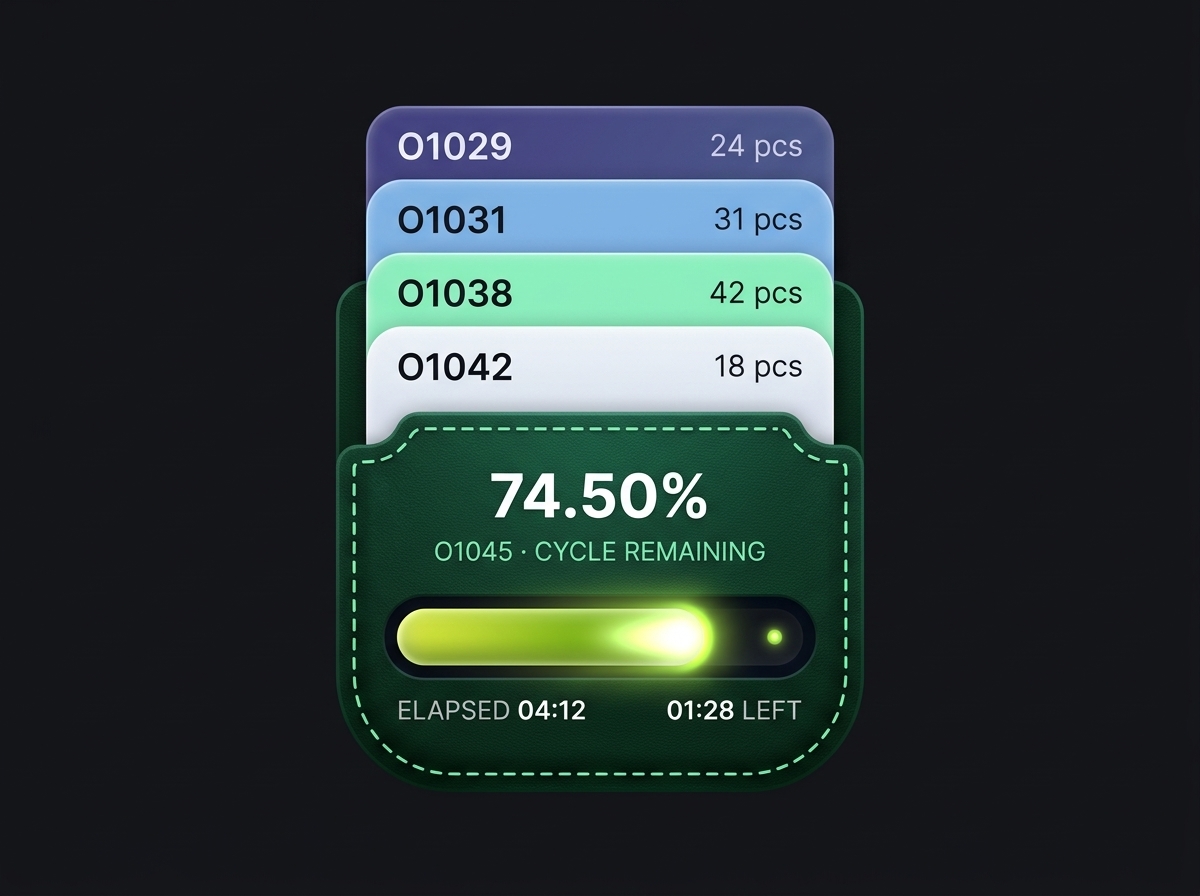 O1029 24 pcs
O1031 31 pcs
O1038 42 pcs
O1042 18 pcs
74.50%
O1045 · CYCLE REMAINING
ELAPSED 04:12 01:28 LEFT